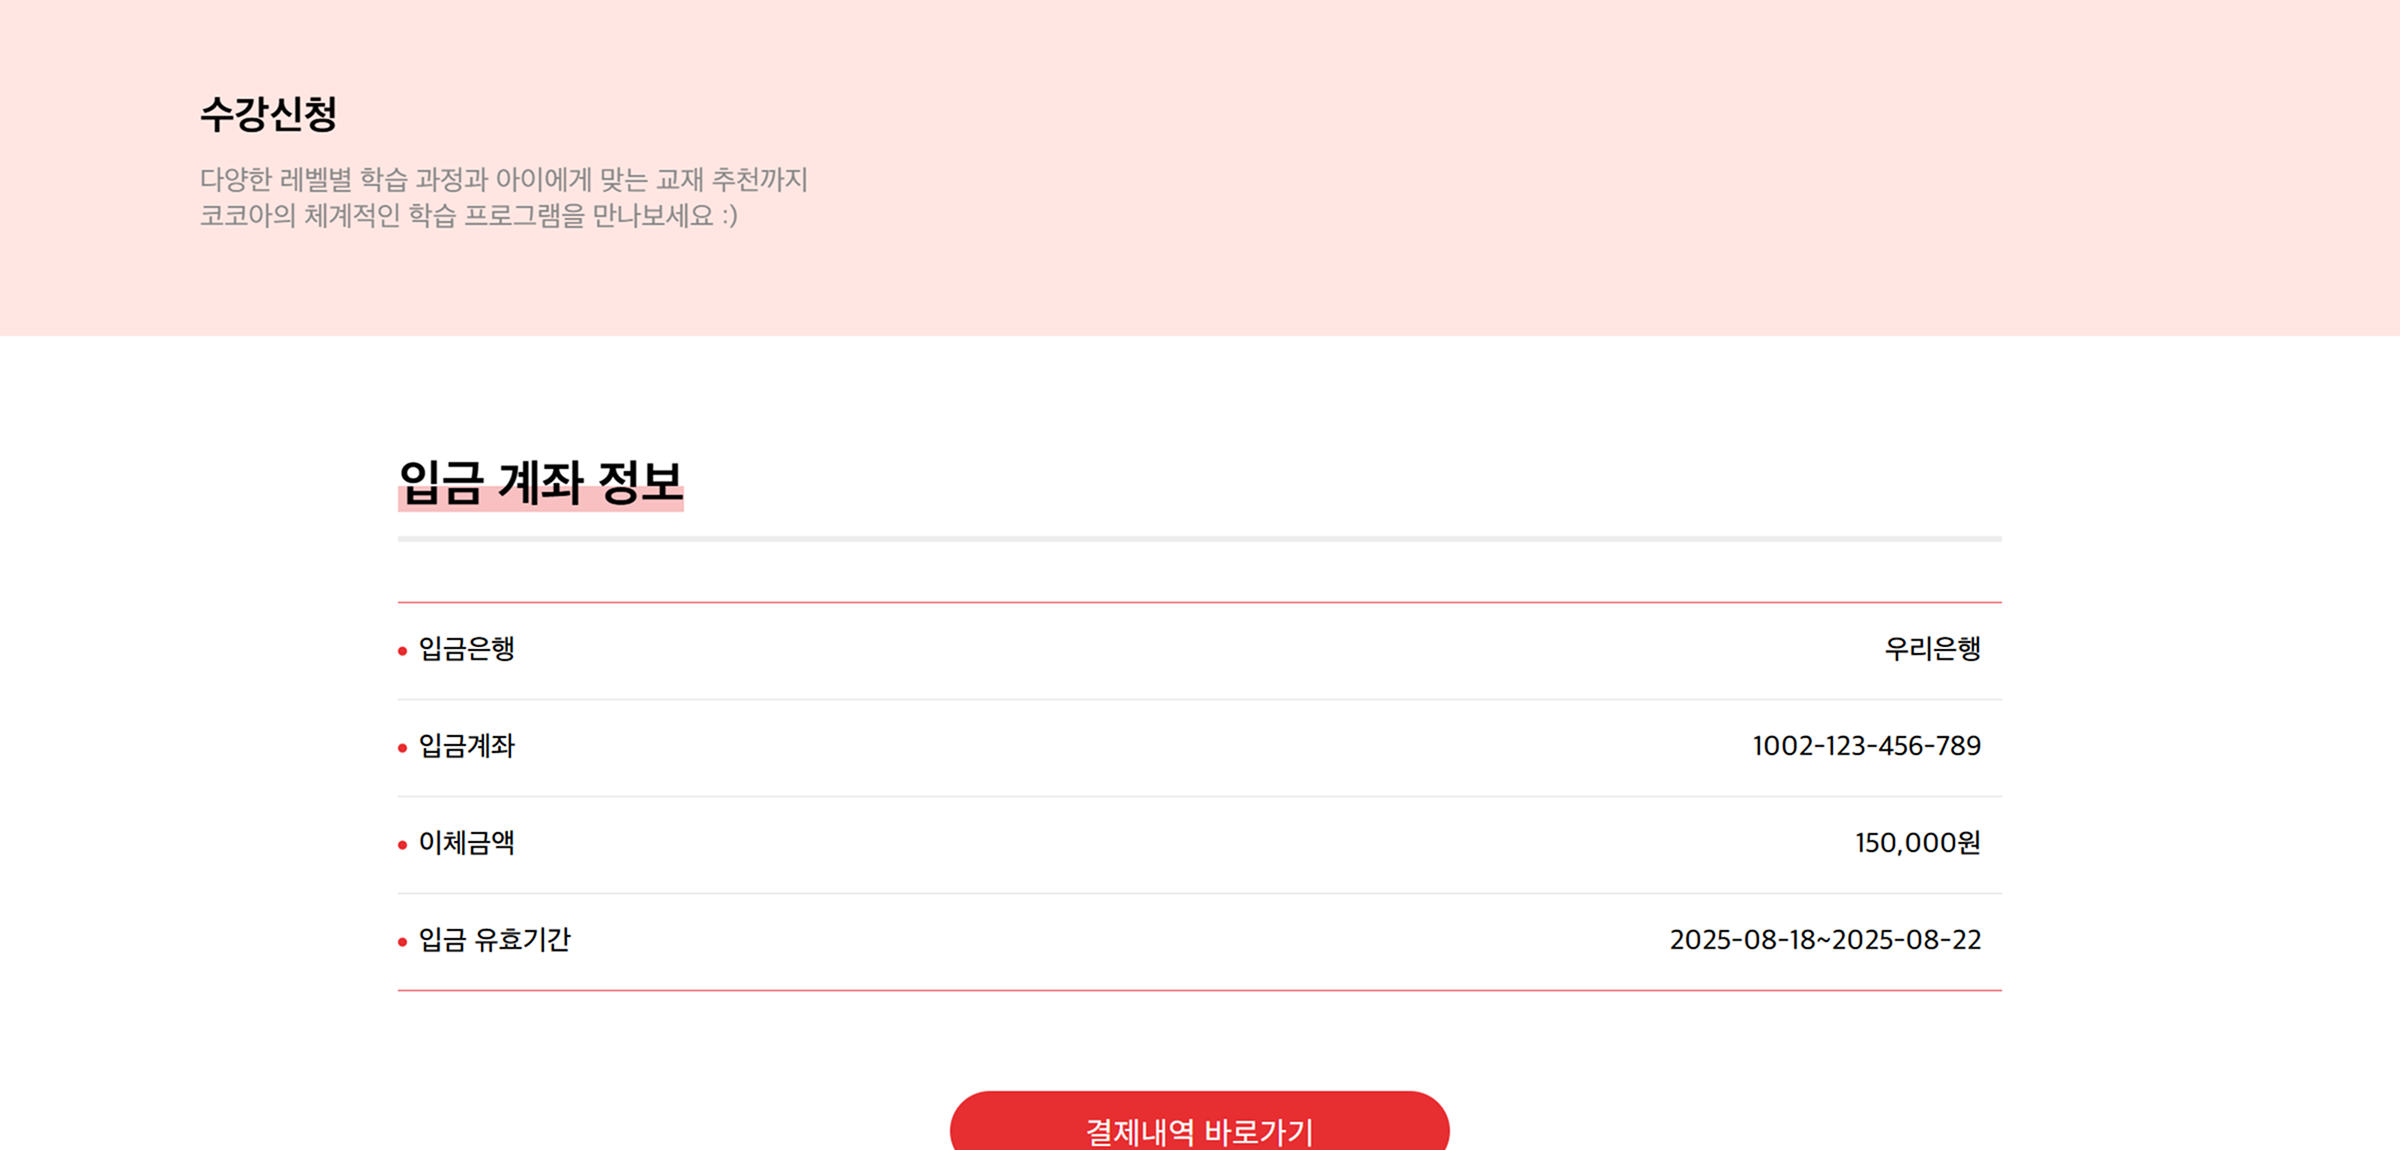 수강신청
다양한 레벨별 학습 과정과 아이에게 맞는 교재 추천까지
코코아의 체계적인 학습 프로그램을 만나보세요 :)
입금 계좌 정보
입금은행 우리은행
입금계좌 1002-123-456-789
이체금액 150,000원
입금 유효기간 2025-08-18~2025-08-22
결제내역 바로가기